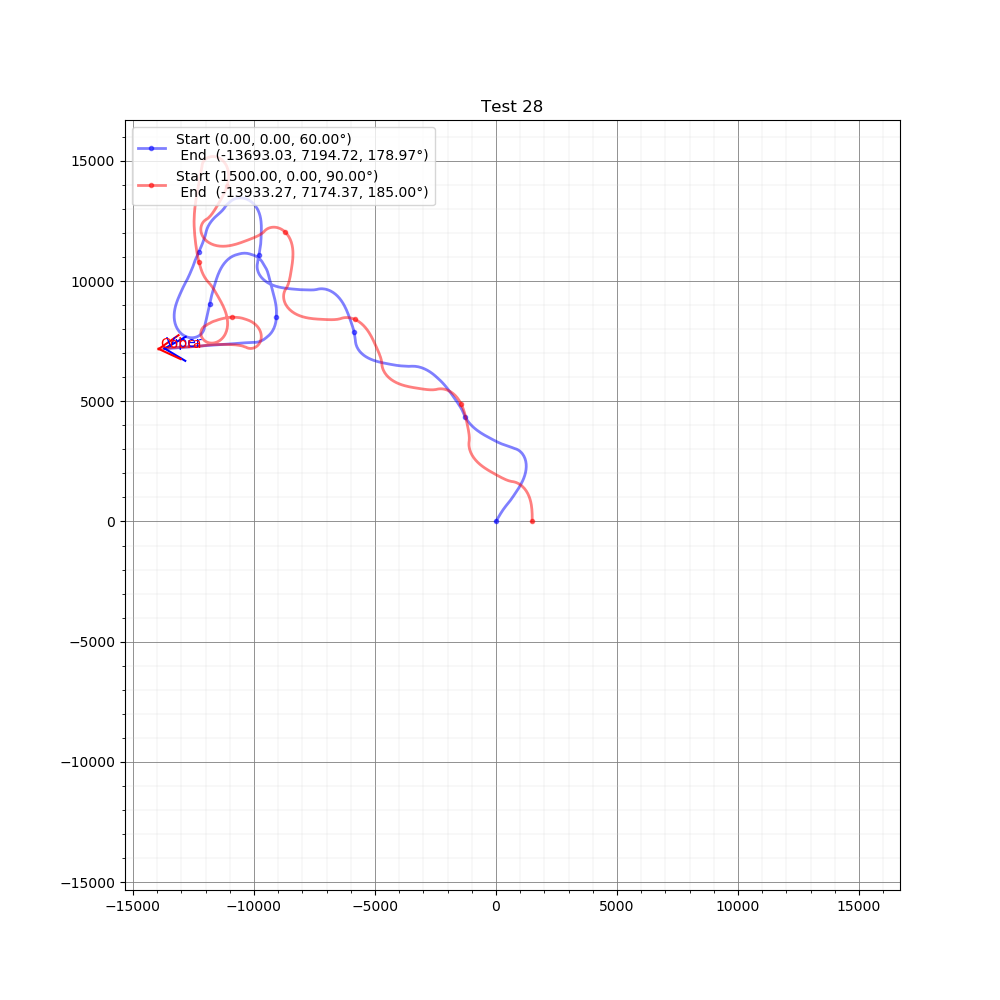 Test 28
Start (0.00, 0.00, 60.00°)
End (-13693.03, 7194.72, 178.97°)
Start (1500.00, 0.00, 90.00°)
End (-13933.27, 7174.37, 185.00°)
15000
10000
5000
0
−5000
−10000
−15000
−15000 −10000 −5000 0 5000 10000 15000